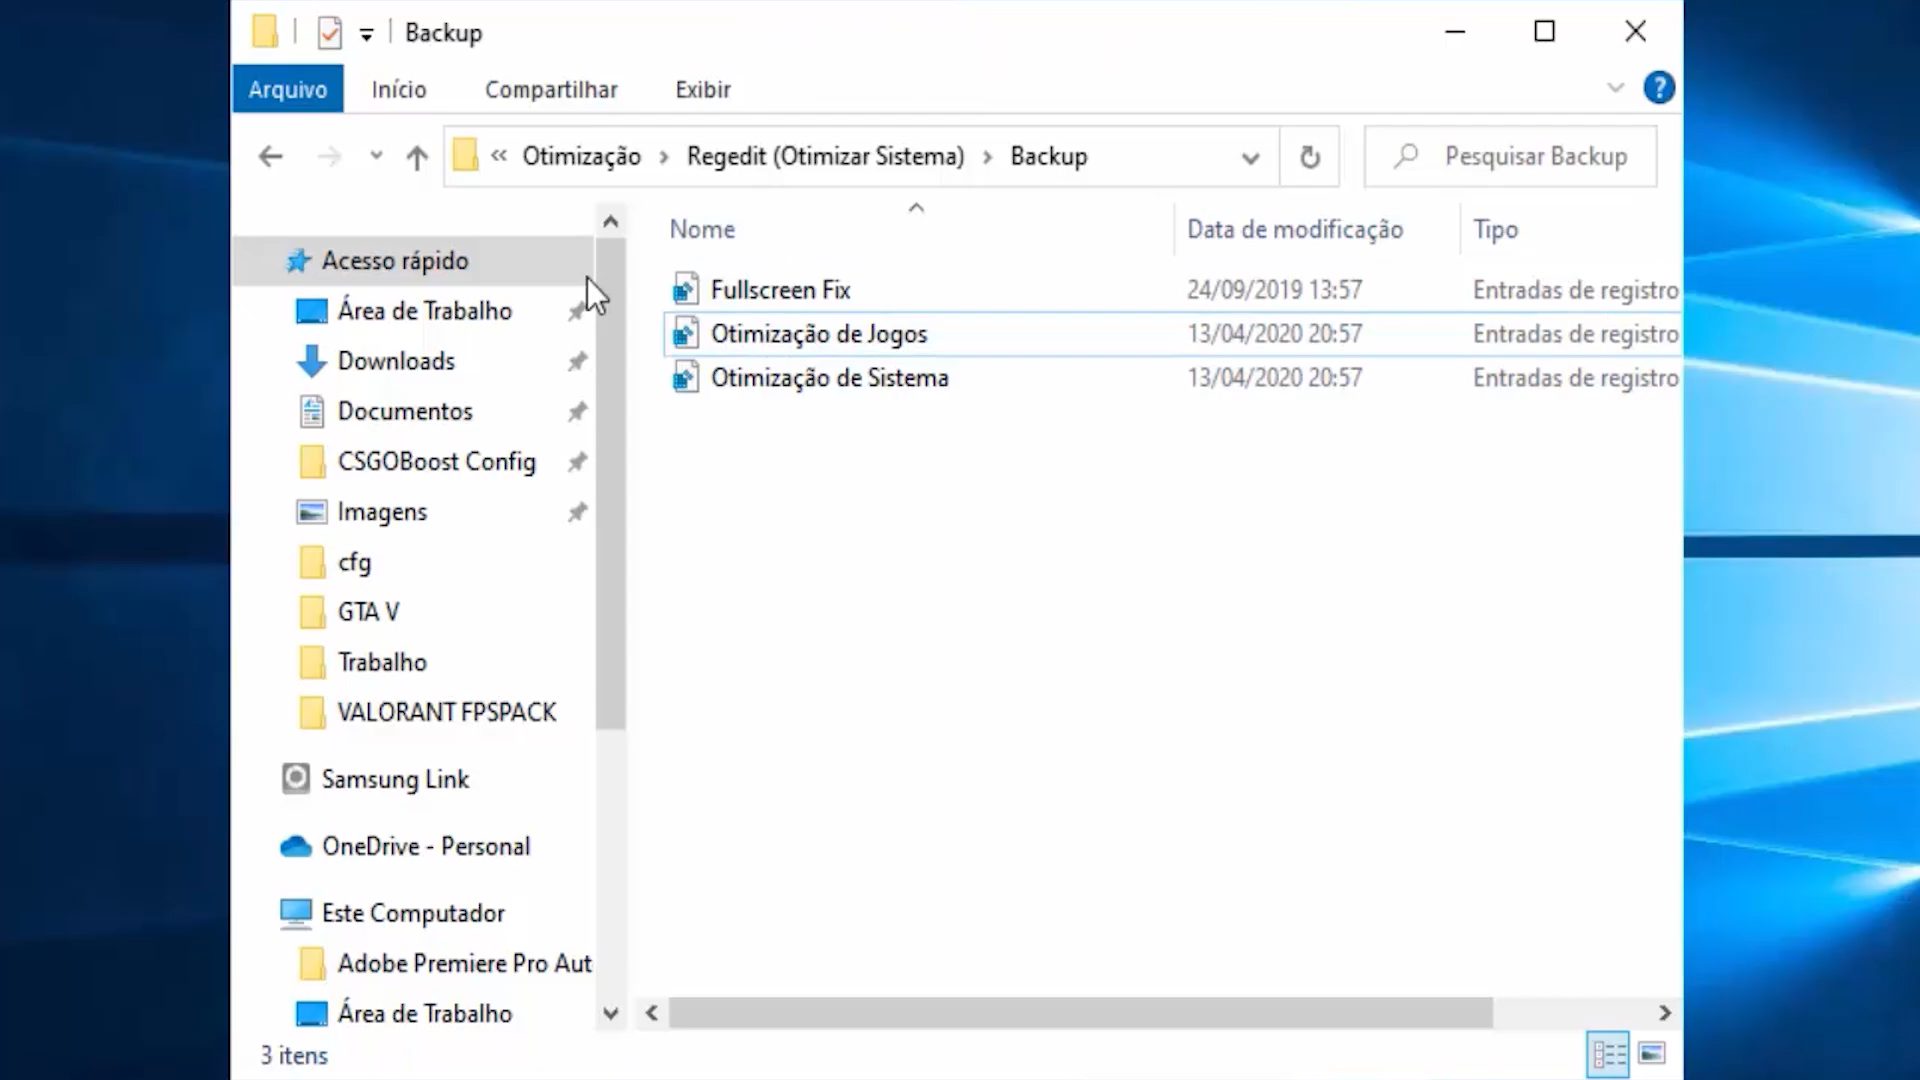 Backup
Arquivo Início Compartilhar Exibir ?
« Otimização > Regedit (Otimizar Sistema) > Backup Pesquisar Backup
Nome Data de modificação Tipo
Acesso rápido
Área de Trabalho
Downloads
Documentos
CSGOBoost Config
Imagens
cfg
GTA V
Trabalho
VALORANT FPSPACK
Samsung Link
OneDrive - Personal
Este Computador
Adobe Premiere Pro Aut
Área de Trabalho
Fullscreen Fix 24/09/2019 13:57 Entradas de registro
Otimização de Jogos 13/04/2020 20:57 Entradas de registro
Otimização de Sistema 13/04/2020 20:57 Entradas de registro
3 itens